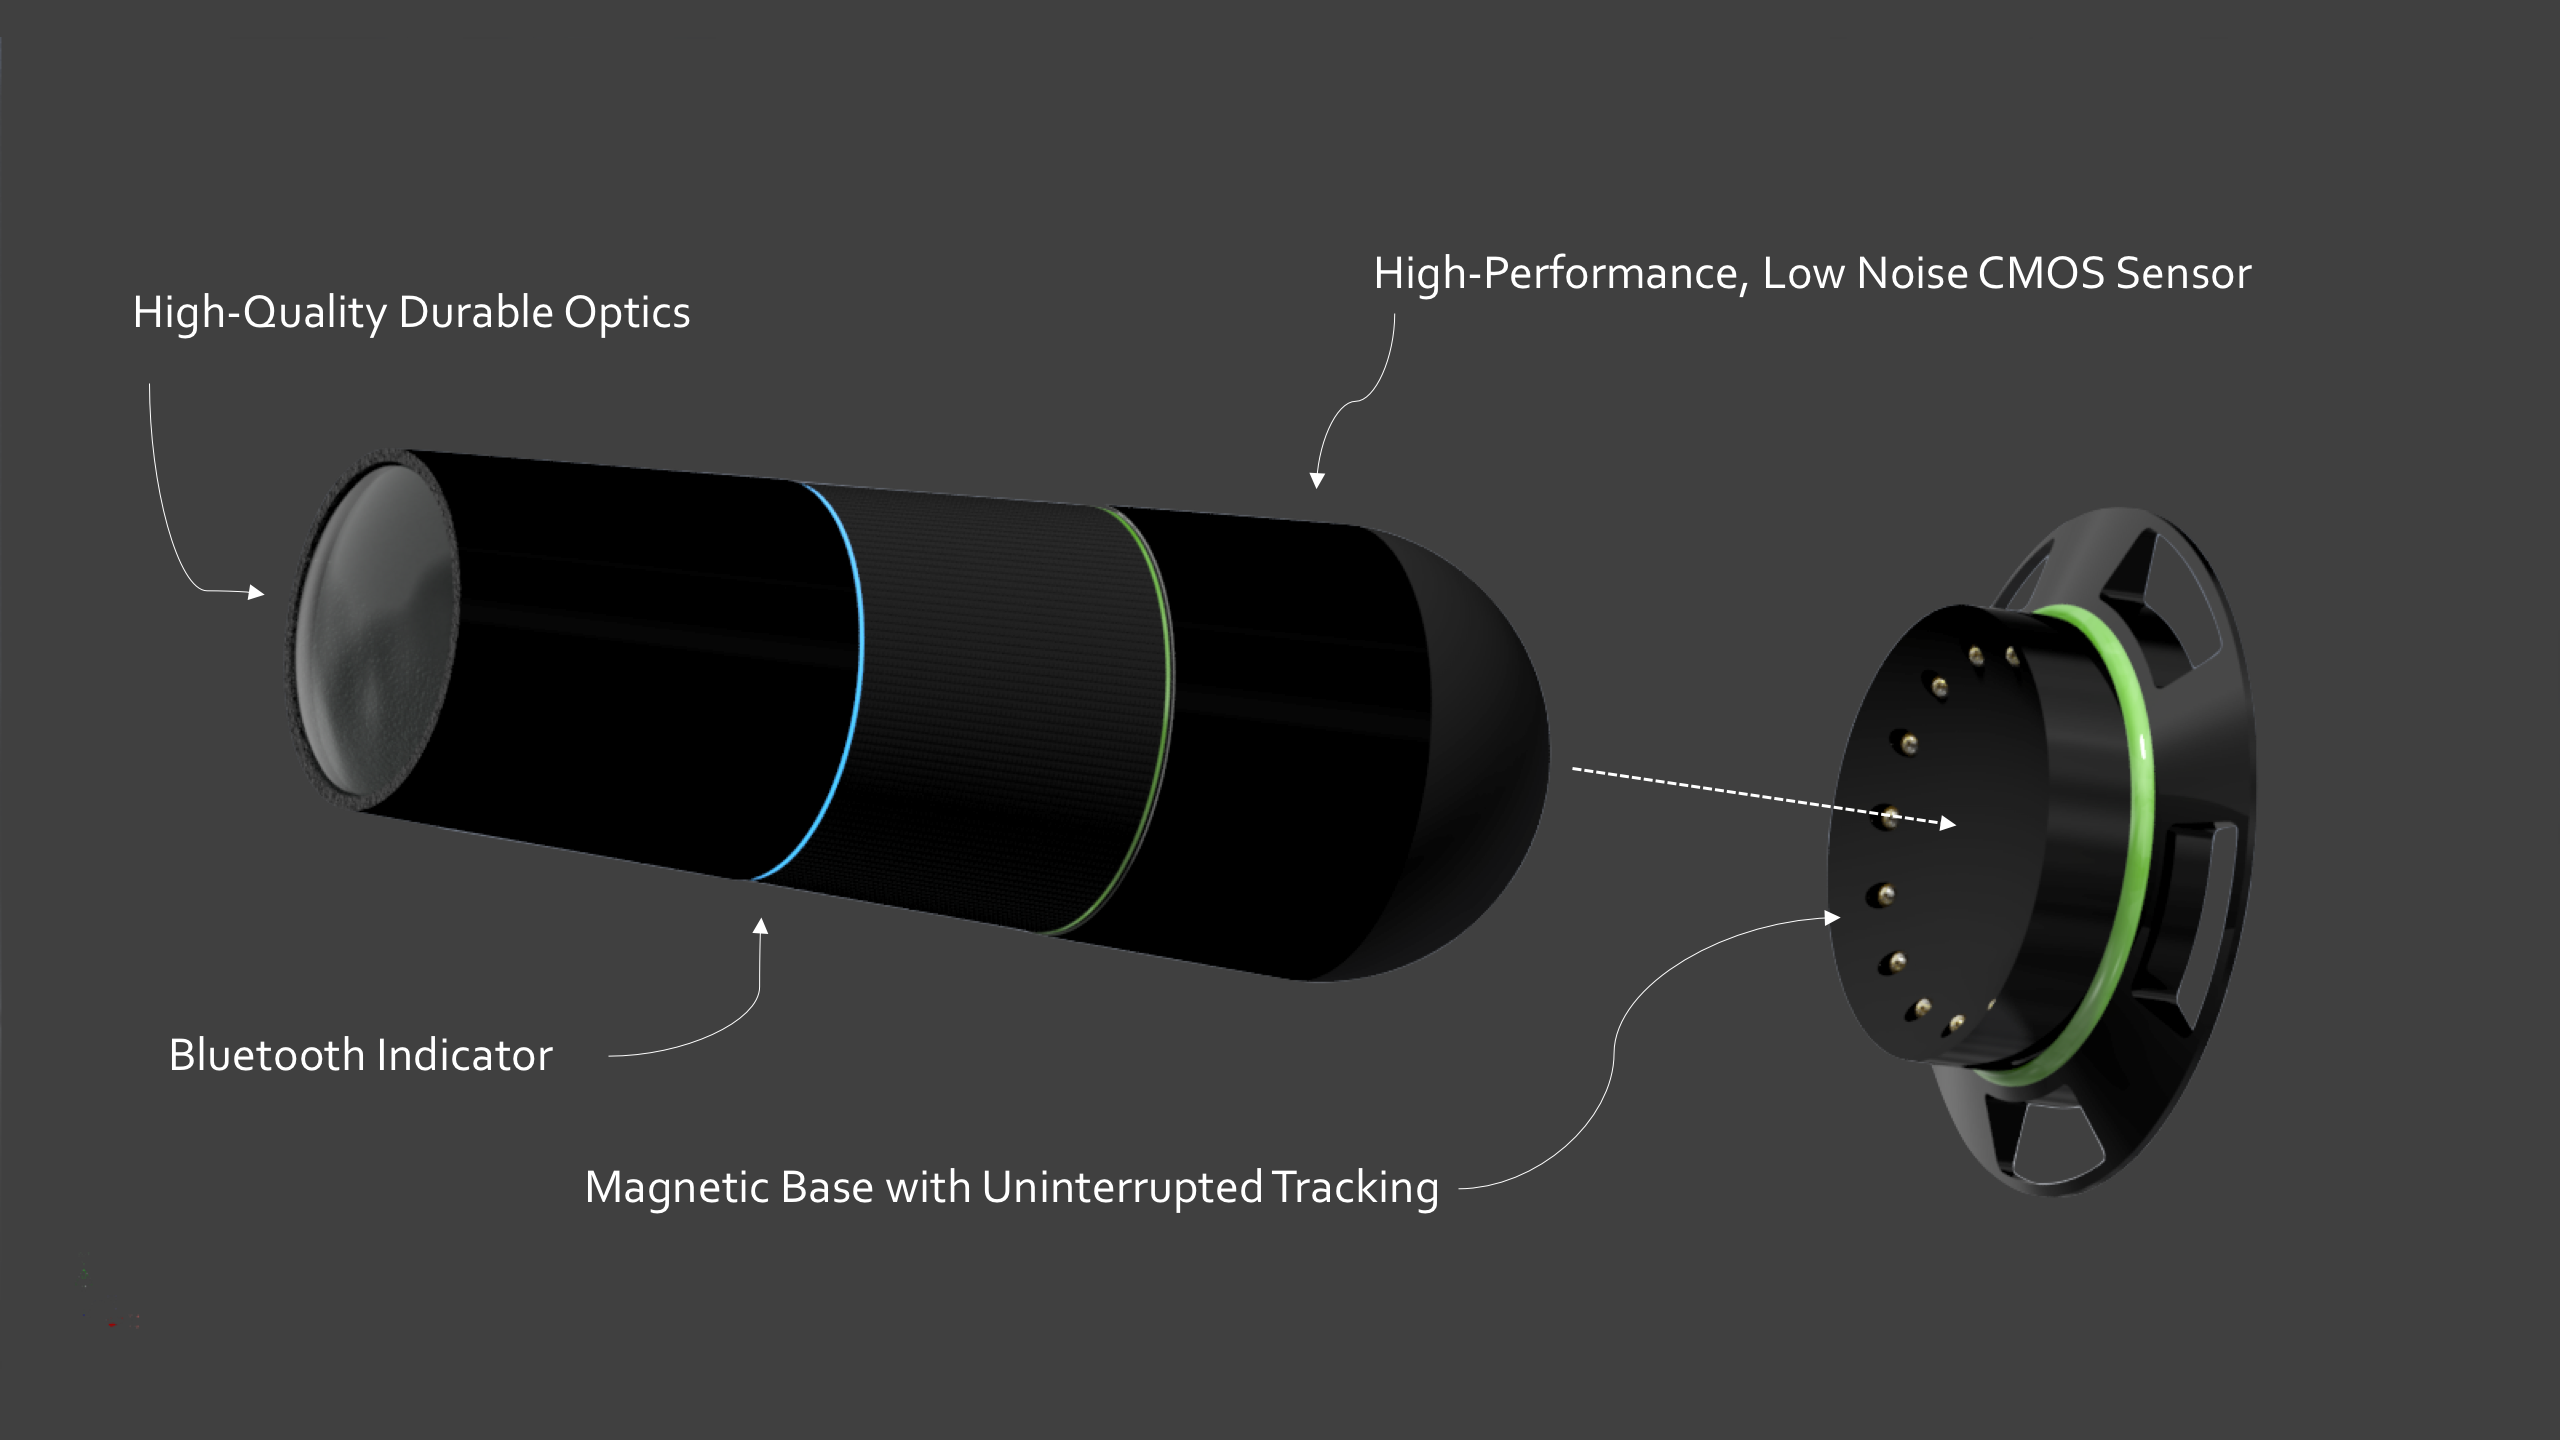 High-Performance, Low Noise CMOS Sensor
High-Quality Durable Optics
Bluetooth Indicator
Magnetic Base with Uninterrupted Tracking